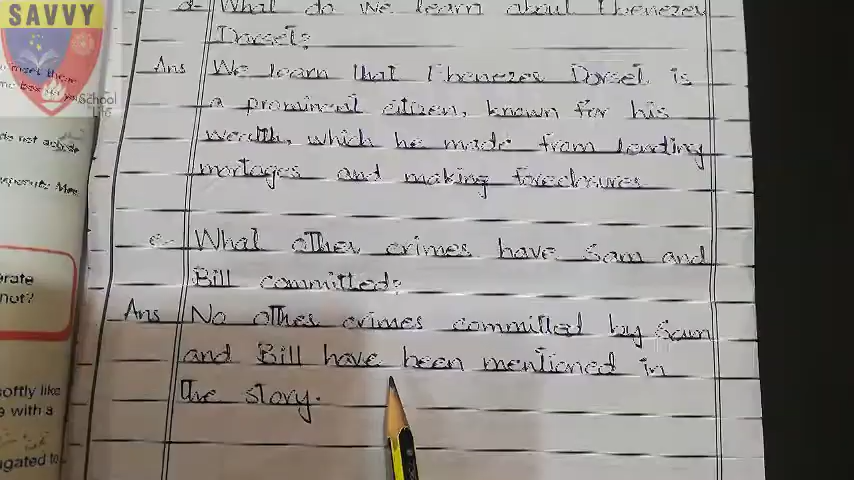 SAVVY
School
Life
d- What do we learn about Ebenezer
Dorset?
Ans We learn that Ebenezer Dorset is
a prominent citizen, known for his
wealth, which he made from lending
mortages and making foreclosures
e- What other crimes have Sam and
Bill committed?
Ans No other crimes committed by Sam
and Bill have been mentioned in
the story.
erate
not?
softly like
e with a
ugated to